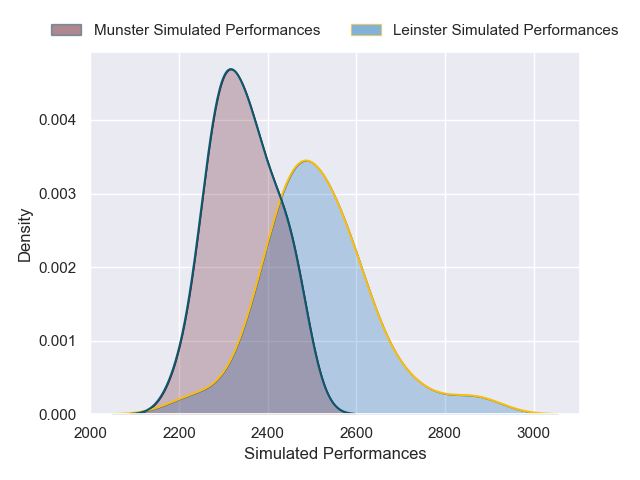 Munster Simulated Performances Leinster Simulated Performances
0.004
0.003
0.002
0.001
0.000
Density
2000 2200 2400 2600 2800 3000
Simulated Performances